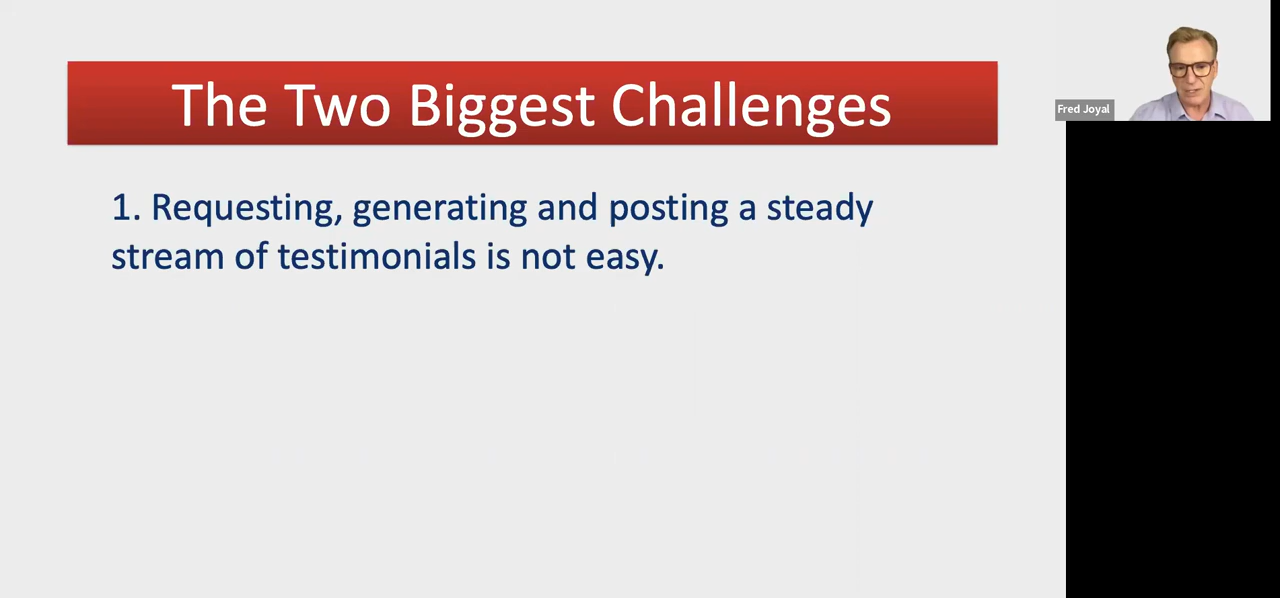 The Two Biggest Challenges
Fred Joyal
1. Requesting, generating and posting a steady
stream of testimonials is not easy.